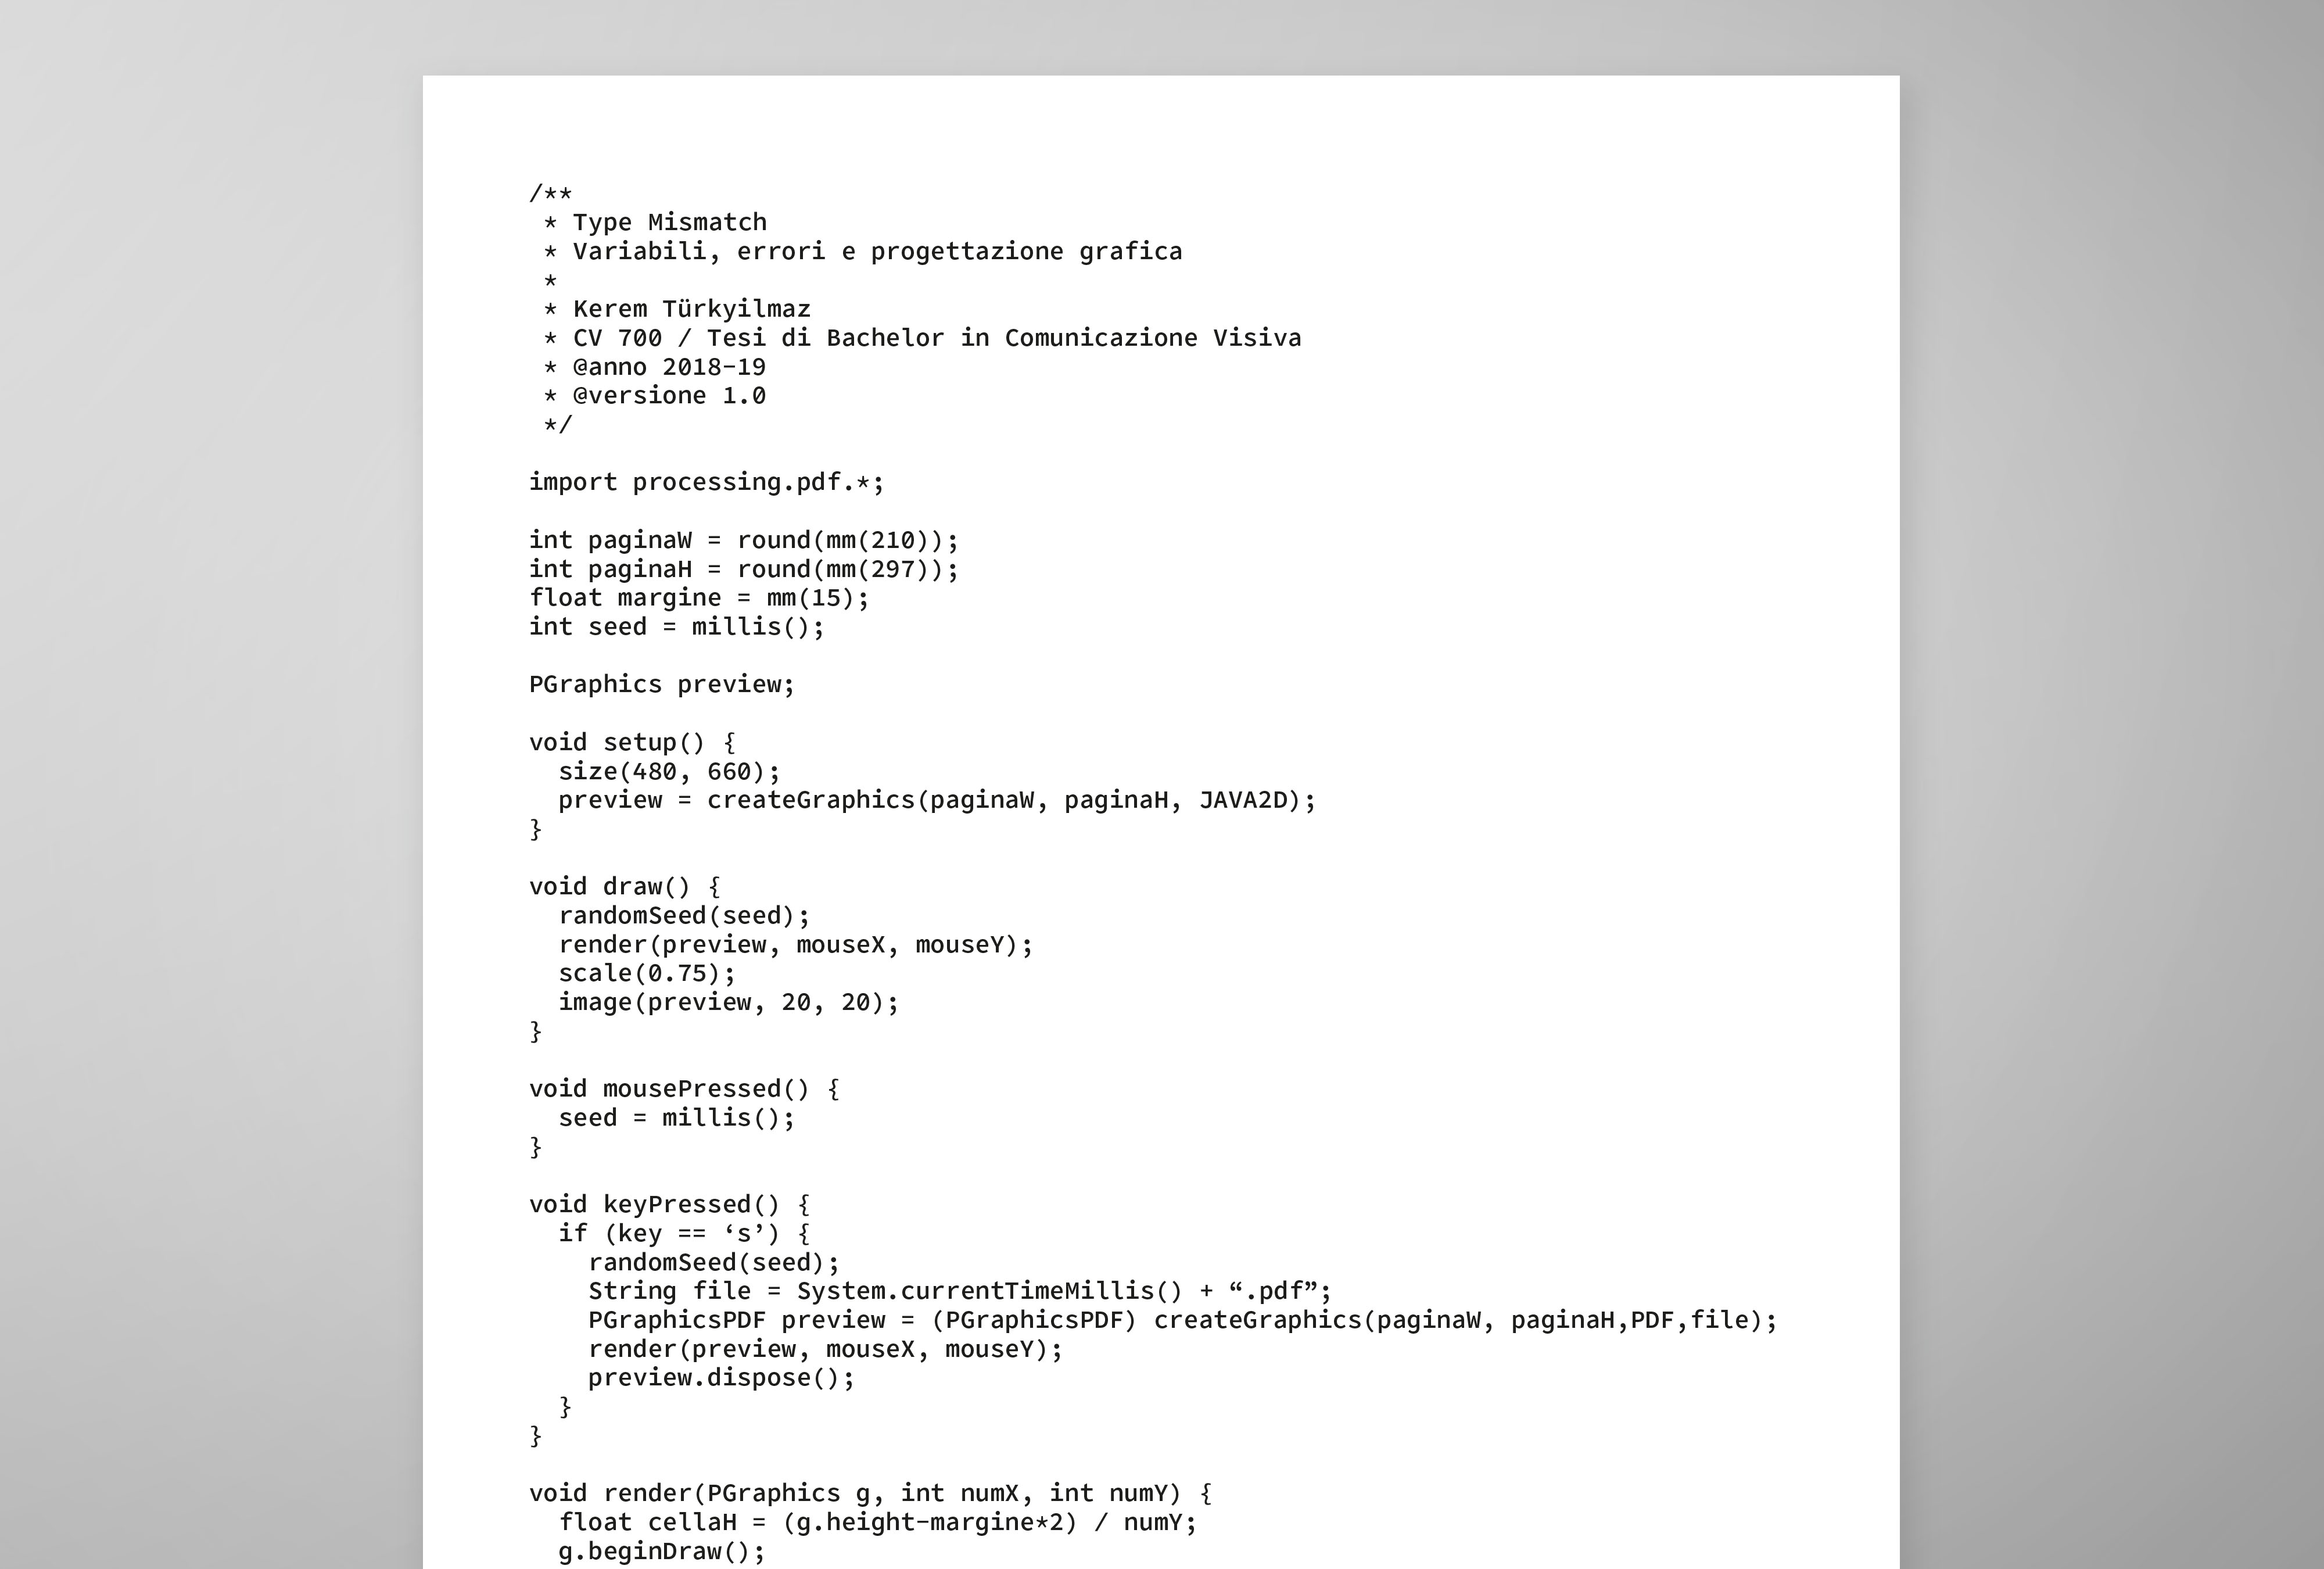 /**
 * Type Mismatch
 * Variabili, errori e progettazione grafica
 *
 * Kerem Türkyilmaz
 * CV 700 / Tesi di Bachelor in Comunicazione Visiva
 * @anno 2018-19
 * @versione 1.0
 */

import processing.pdf.*;

int paginaW = round(mm(210));
int paginaH = round(mm(297));
float margine = mm(15);
int seed = millis();

PGraphics preview;

void setup() {
  size(480, 660);
  preview = createGraphics(paginaW, paginaH, JAVA2D);
}

void draw() {
  randomSeed(seed);
  render(preview, mouseX, mouseY);
  scale(0.75);
  image(preview, 20, 20);
}

void mousePressed() {
  seed = millis();
}

void keyPressed() {
  if (key == ‘s’) {
    randomSeed(seed);
    String file = System.currentTimeMillis() + “.pdf”;
    PGraphicsPDF preview = (PGraphicsPDF) createGraphics(paginaW, paginaH,PDF,file);
    render(preview, mouseX, mouseY);
    preview.dispose();
  }
}

void render(PGraphics g, int numX, int numY) {
  float cellaH = (g.height-margine*2) / numY;
  g.beginDraw();